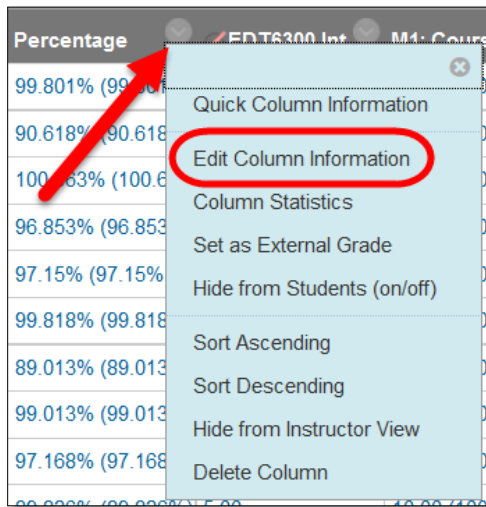 Percentage EDT6300 Int M1: Cours
99.801% (99.801
Quick Column Information
90.618% (90.618
Edit Column Information
(100.6
Column Statistics
96.853% (96.853
Set as External Grade
97.15% (97.15%
Hide from Students (on/off)
99.818% (99.818
Sort Ascending
89.013% (89.013
Sort Descending
99.013% (99.013
Hide from Instructor View
97.168% (97.168
Delete Column